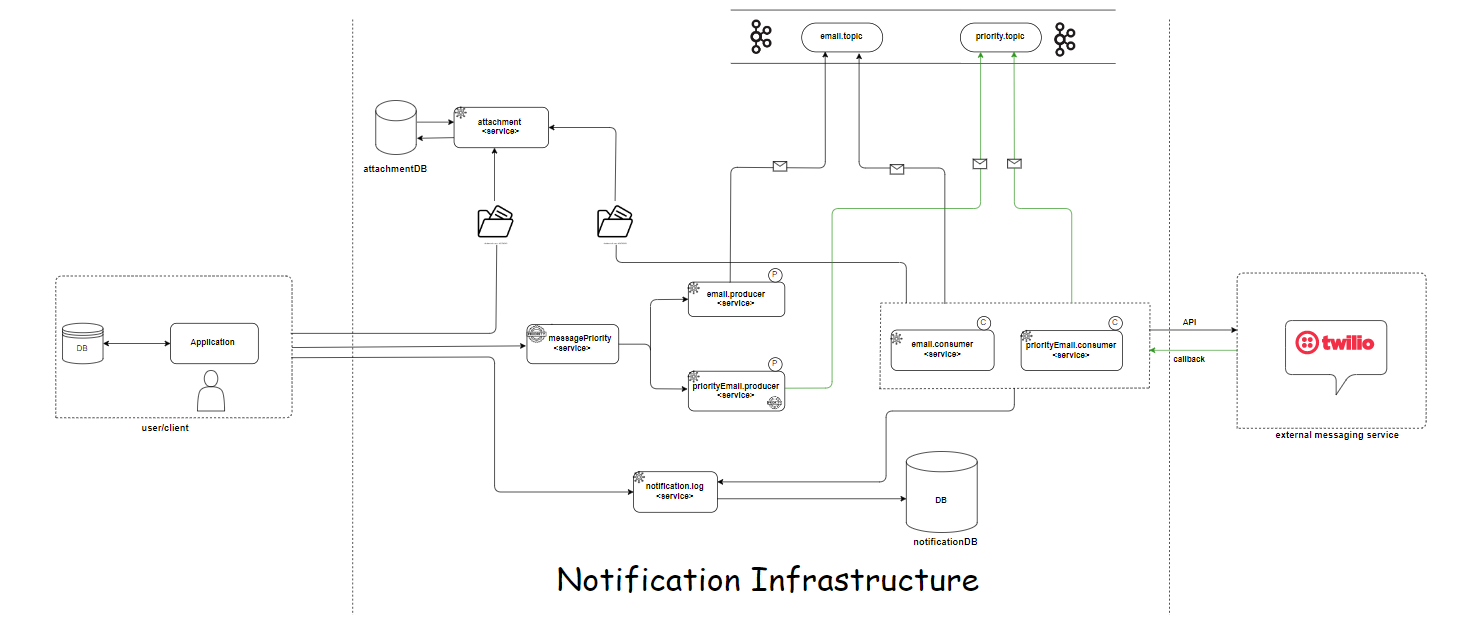 email.topic
priority.topic
attachment
<service>
attachmentDB
P
email.producer
<service>
messagePriority
<service>
P
priorityEmail.producer
<service>
DB
Application
user/client
C
email.consumer
<service>
C
priorityEmail.consumer
<service>
API
callback
twilio
external messaging service
notification.log
<service>
DB
notificationDB
Notification Infrastructure